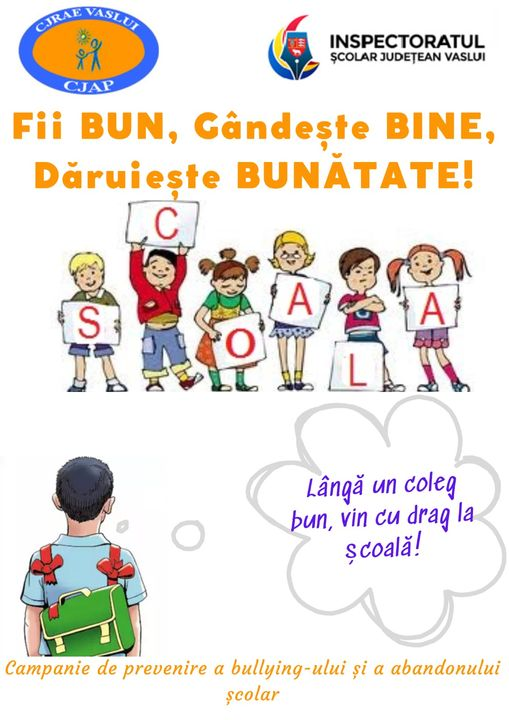 CJRAE VASLUI
CJAP
INSPECTORATUL
ȘCOLAR JUDEȚEAN VASLUI
Fii BUN, Gândește BINE,
Dăruiește BUNĂTATE!
S C O A L A
Lângă un coleg
bun, vin cu drag la
școală!
Campanie de prevenire a bullying-ului și a abandonului
școlar